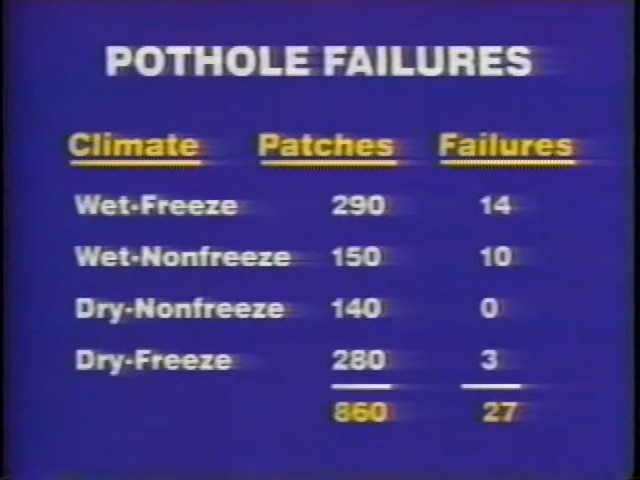 POTHOLE FAILURES
Climate Patches Failures
Wet-Freeze 290 14
Wet-Nonfreeze 150 10
Dry-Nonfreeze 140 0
Dry-Freeze 280 3
860 27